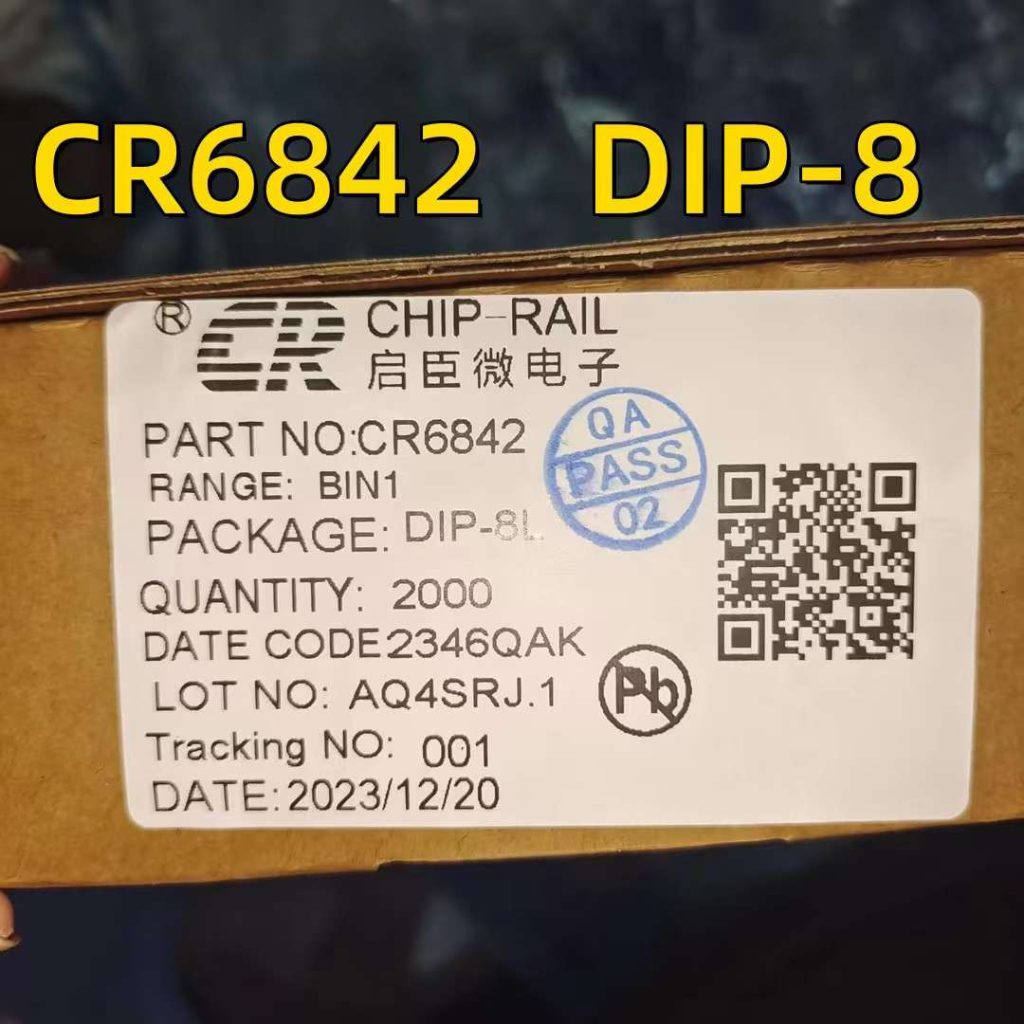 CR6842 DIP-8
® CR CHIP-RAIL
启臣微电子
PART NO:CR6842
RANGE: BIN1
PACKAGE: DIP-8L
QUANTITY: 2000
DATE CODE2346QAK
LOT NO: AQ4SRJ.1
Tracking NO: 001
DATE:2023/12/20
QA
PASS
02
Pb